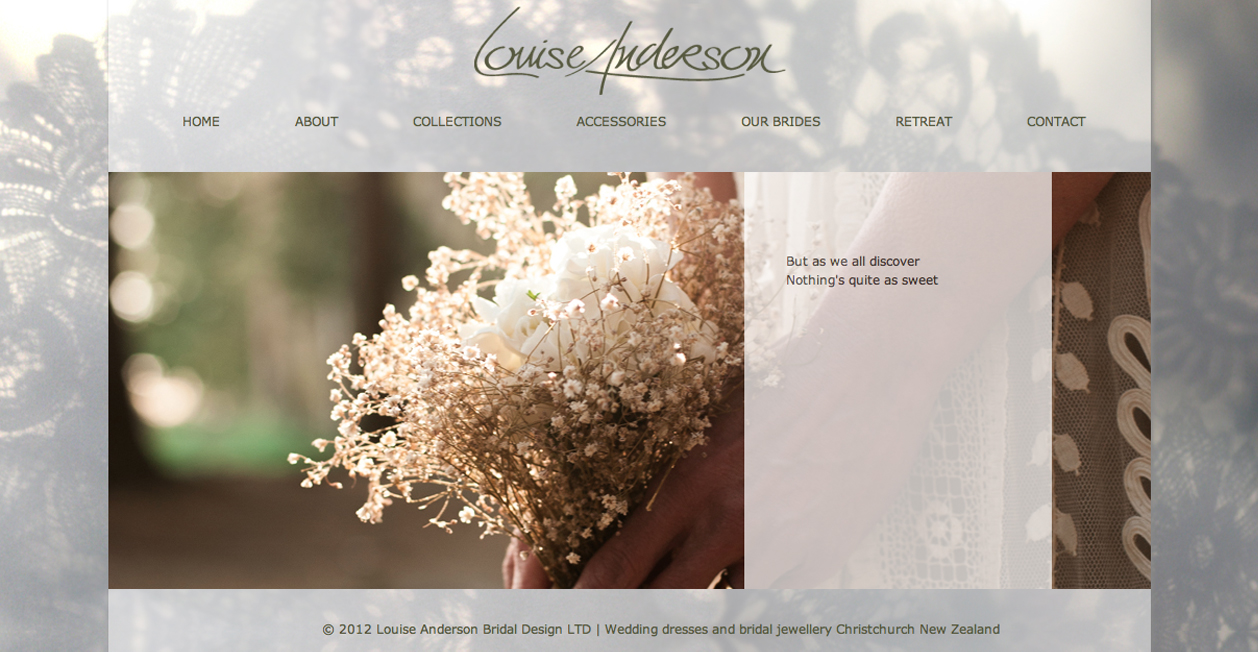 Louise Anderson
HOME ABOUT COLLECTIONS ACCESSORIES OUR BRIDES RETREAT CONTACT
But as we all discover
Nothing's quite as sweet
© 2012 Louise Anderson Bridal Design LTD | Wedding dresses and bridal jewellery Christchurch New Zealand